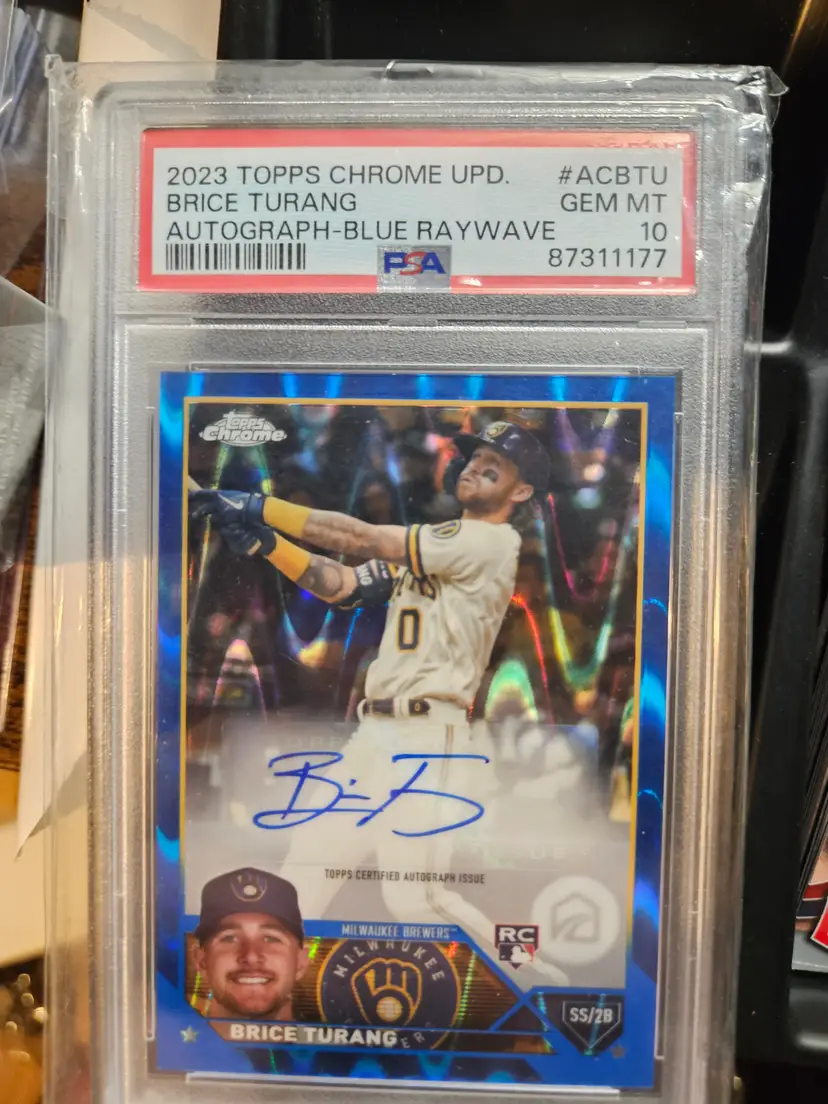 2023 TOPPS CHROME UPD. #ACBTU
BRICE TURANG GEM MT
AUTOGRAPH-BLUE RAYWAVE 10
PSA 87311177
Topps
Chrome
0
TOPPS CERTIFIED AUTOGRAPH ISSUE
MILWAUKEE BREWERS™
RC
MILWAUKEE
SS/2B
BRICE TURANG